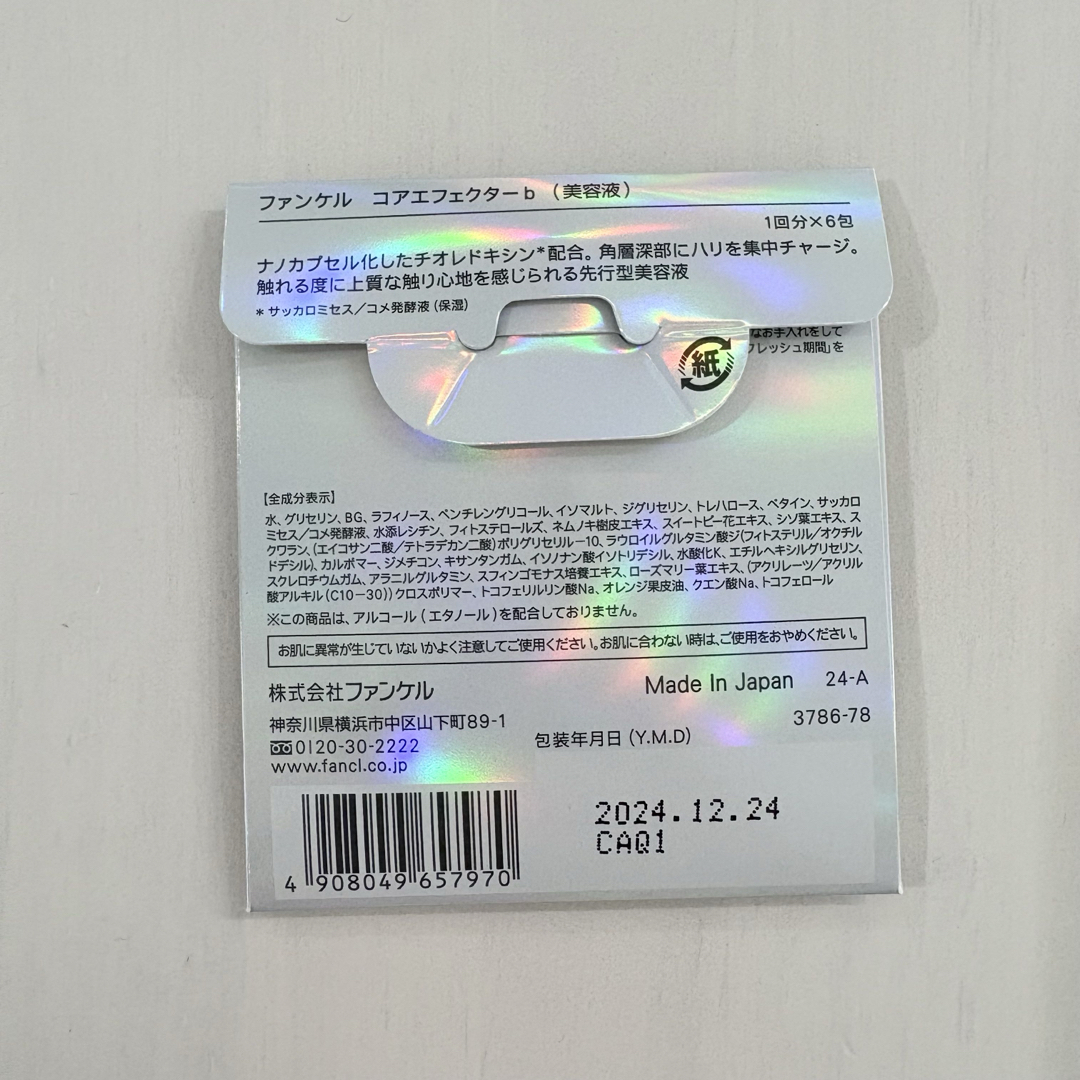 ファンケル コアエフェクターb （美容液）
1回分×6包
ナノカプセル化したチオレドキシン*配合。角層深部にハリを集中チャージ。
触れる度に上質な触り心地を感じられる先行型美容液
* サッカロミセス／コメ発酵液（保湿）
なお手入れをして
フレッシュ期間」を
紙
【全成分表示】
水、グリセリン、BG、ラフィノース、ペンチレングリコール、イソマルト、ジグリセリン、トレハロース、ベタイン、サッカロ
ミセス／コメ発酵液、水添レシチン、フィトステロールズ、ネムノキ樹皮エキス、スイートピー花エキス、シソ葉エキス、ス
クワラン、（エイコサン二酸／テトラデカン二酸）ポリグリセリル－10、ラウロイルグルタミン酸ジ（フィトステリル／オクチル
ドデシル）、カルボマー、ジメチコン、キサンタンガム、イソノナン酸イソトリデシル、水酸化K、エチルヘキシルグリセリン、
スクレロチウムガム、アラニルグルタミン、スフィンゴモナス培養エキス、ローズマリー葉エキス、（アクリレーツ／アクリル
酸アルキル（C10－30））クロスポリマー、トコフェリルリン酸Na、オレンジ果皮油、クエン酸Na、トコフェロール
※この商品は、アルコール（エタノール）を配合しておりません。
お肌に異常が生じていないかよく注意してご使用ください。お肌に合わない時は、ご使用をおやめください。
株式会社ファンケル
Made In Japan 24-A
神奈川県横浜市中区山下町89-1
3786-78
0120-30-2222
包装年月日（Y.M.D）
www.fancl.co.jp
2024.12.24
CAQ1
4 908049 657970